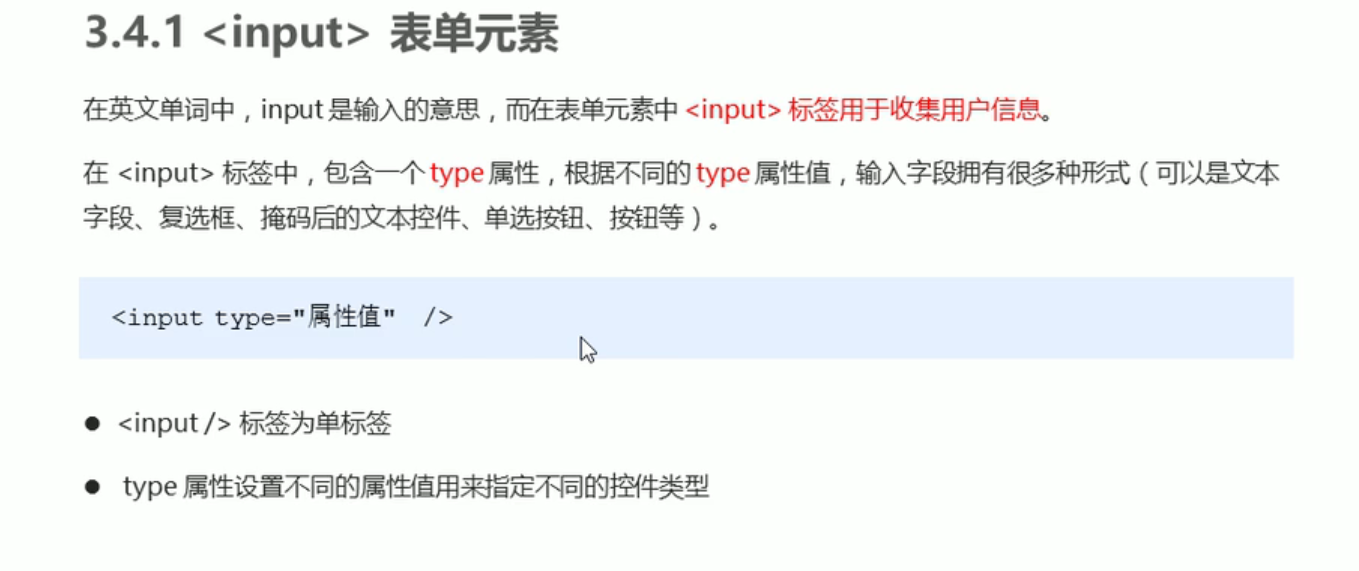 3.4.1 <input> 表单元素
在英文单词中，input 是输入的意思，而在表单元素中 <input> 标签用于收集用户信息。
在 <input> 标签中，包含一个 type 属性，根据不同的 type 属性值，输入字段拥有很多种形式（可以是文本
字段、复选框、掩码后的文本控件、单选按钮、按钮等）。
<input type="属性值" />
● <input /> 标签为单标签
● type 属性设置不同的属性值用来指定不同的控件类型